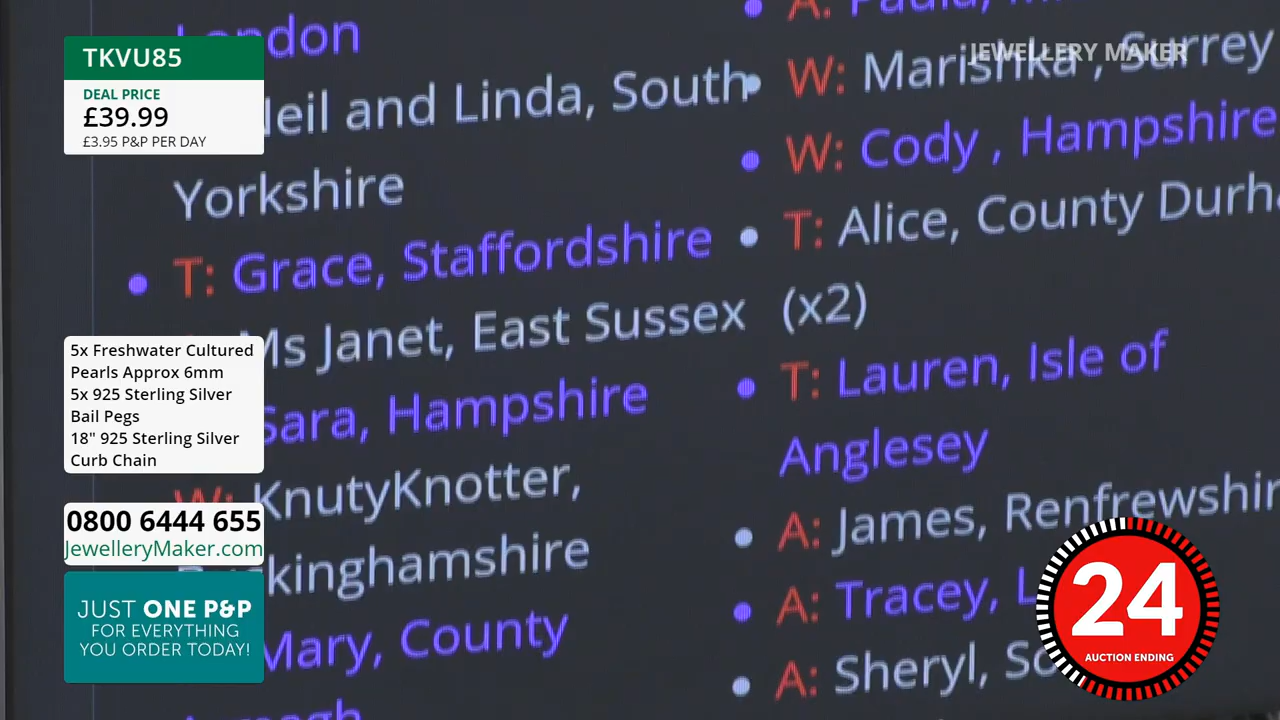 TKVU85
DEAL PRICE
£39.99
£3.95 P&P PER DAY
5x Freshwater Cultured
Pearls Approx 6mm
5x 925 Sterling Silver
Bail Pegs
18" 925 Sterling Silver
Curb Chain
0800 6444 655
JewelleryMaker.com
JUST ONE P&P
FOR EVERYTHING
YOU ORDER TODAY!
London
Neil and Linda, South
Yorkshire
T: Grace, Staffordshire
Ms Janet, East Sussex
Sara, Hampshire
W: KnutyKnotter,
Buckinghamshire
Mary, County
JEWELLERY MAKER
A: Paula,
W: Marishka , Surrey
W: Cody , Hampshire
T: Alice, County
(x2)
T: Lauren, Isle of
Anglesey
A: James,
A: Tracey,
A: Sheryl,
24
AUCTION ENDING